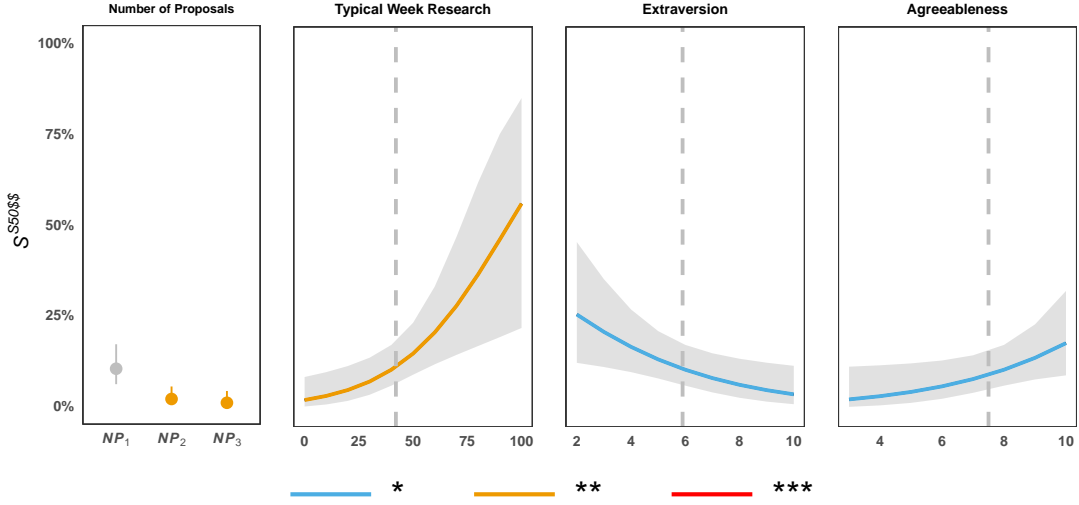 Number of Proposals Typical Week Research Extraversion Agreeableness
100%
75%
50%
25%
0%
S^{S50$$}
NP₁ NP₂ NP₃ 0 25 50 75 100 2 4 6 8 10 4 6 8 10
* ** ***